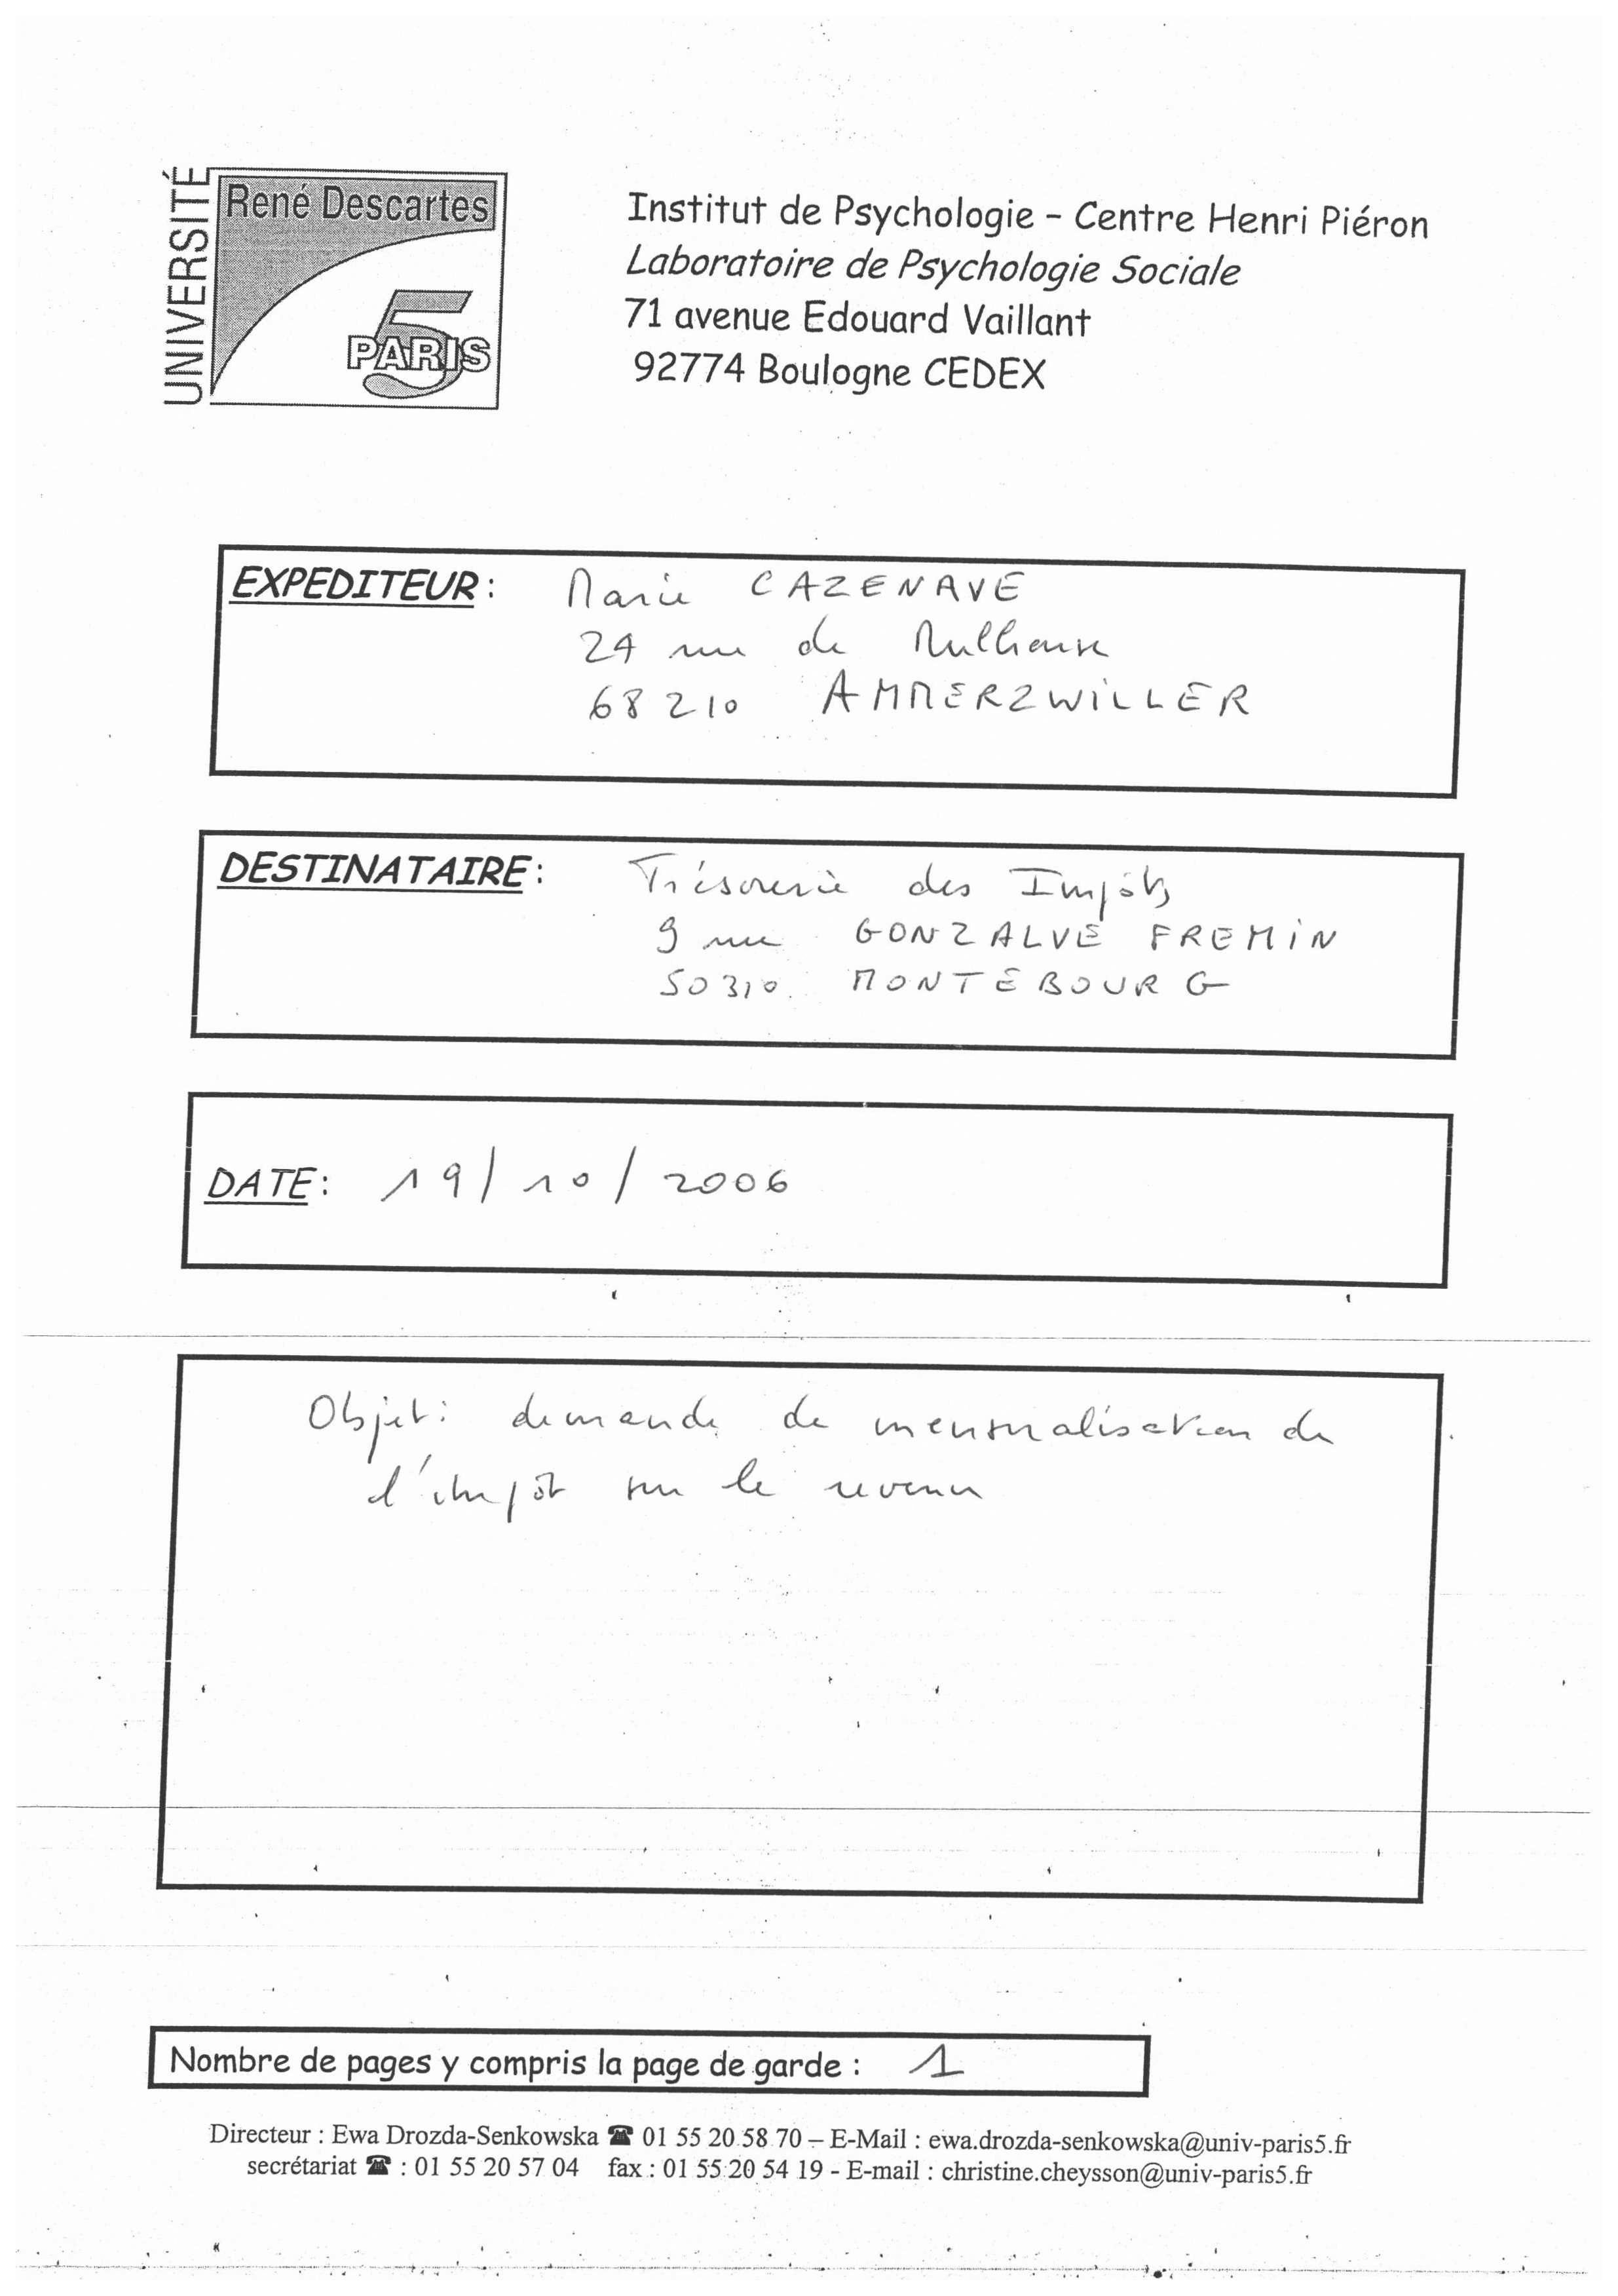 UNIVERSITÉ
René Descartes
5
PARIS
Institut de Psychologie - Centre Henri Piéron
Laboratoire de Psychologie Sociale
71 avenue Edouard Vaillant
92774 Boulogne CEDEX
EXPEDITEUR : Marie CAZENAVE
24 rue de Mulhouse
68210 AMMERZWILLER
DESTINATAIRE : Trésorerie des Impôts
9 rue GONZALVE FREMIN
50310 MONTEBOURG
DATE : 19/10/2006
Objet : demande de mensualisation de
l'impôt sur le revenu
Nombre de pages y compris la page de garde : 1
Directeur : Ewa Drozda-Senkowska ☎ 01 55 20 58 70 – E-Mail : ewa.drozda-senkowska@univ-paris5.fr
secrétariat ☎ : 01 55 20 57 04 fax : 01 55 20 54 19 - E-mail : christine.cheysson@univ-paris5.fr